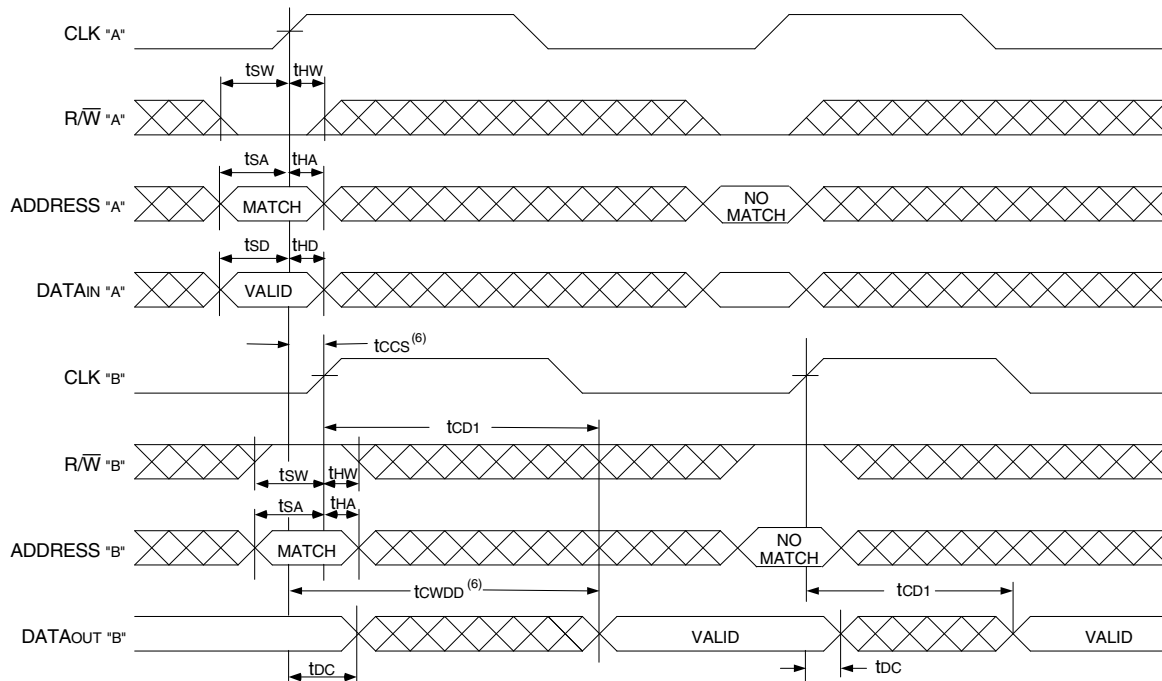 CLK "A"
tSW tHW
R/W̅ "A"
tSA tHA
ADDRESS "A" MATCH NO MATCH
tSD tHD
DATAIN "A" VALID
tCCS(6)
CLK "B"
tCD1
R/W̅ "B"
tSW tHW
tSA tHA
ADDRESS "B" MATCH NO MATCH
tCWDD(6) tCD1
DATAOUT "B" VALID VALID
tDC tDC